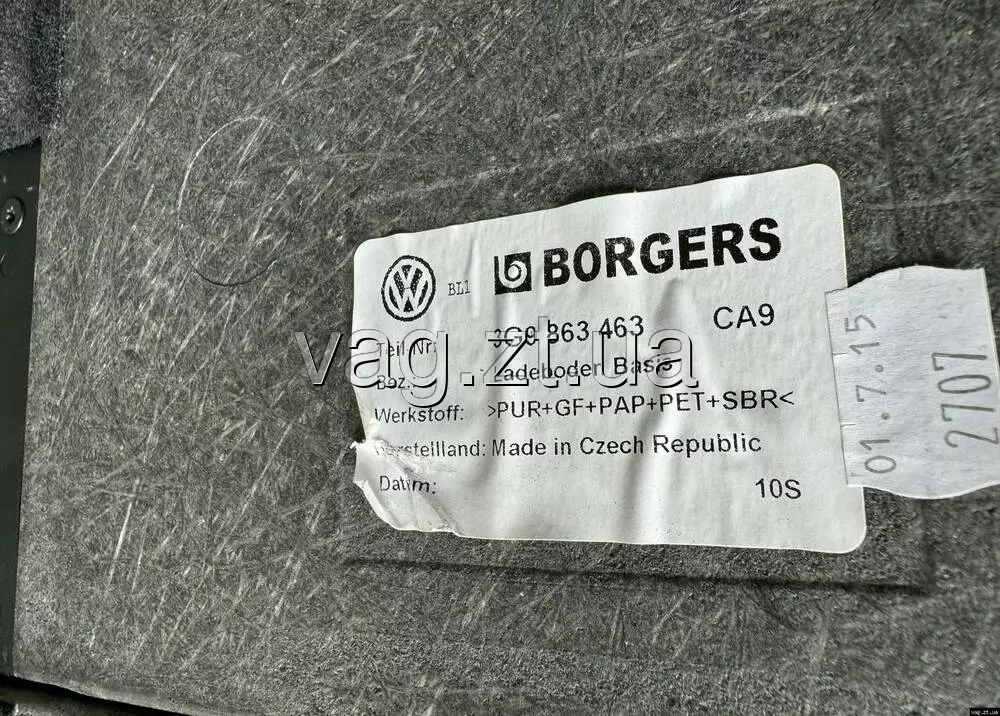 BL1 BORGERS
Teil-Nr: 3G9 863 463 CA9
Bez.: Ladeboden Basis
Werkstoff: >PUR+GF+PAP+PET+SBR<
Herstellland: Made in Czech Republic
Datum: 10S
01.7.15
2707
vag.zt.ua
vag.zt.ua